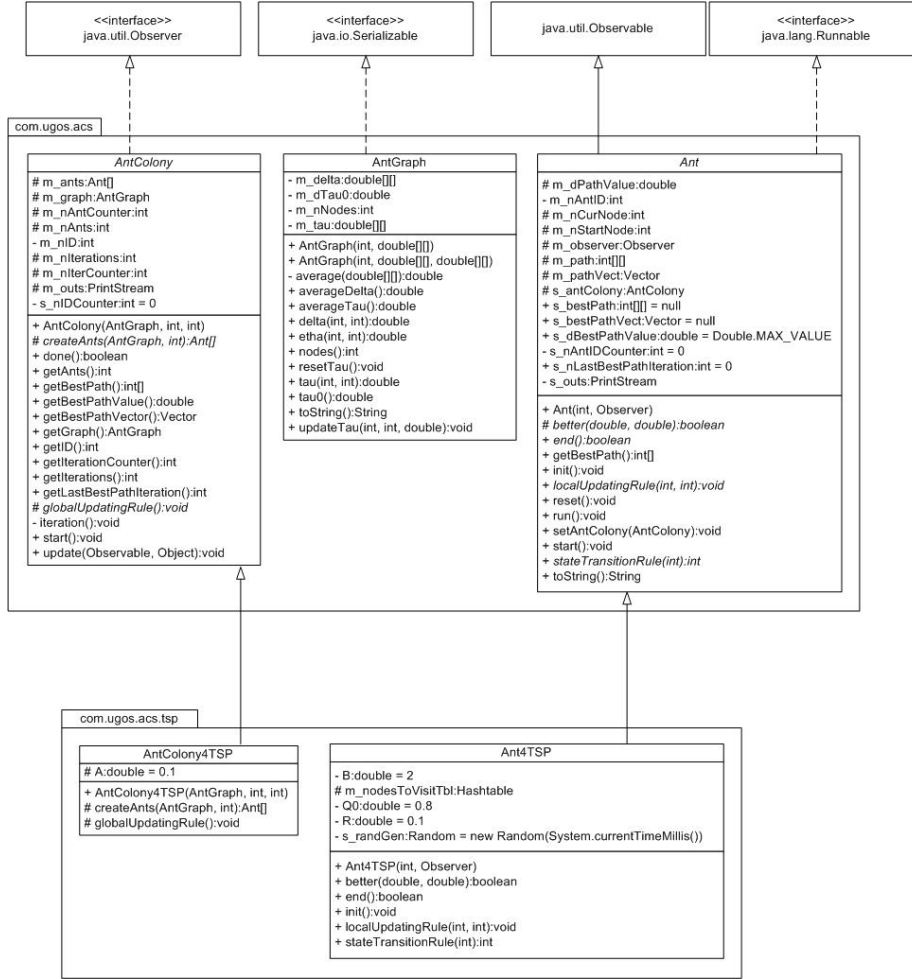 <<interface>>
java.util.Observer
<<interface>>
java.io.Serializable
java.util.Observable
<<interface>>
java.lang.Runnable
com.ugos.acs
AntColony
# m_ants:Ant[]
# m_graph:AntGraph
# m_nAntCounter:int
# m_nAnts:int
- m_nID:int
# m_nIterations:int
# m_nIterCounter:int
# m_outs:PrintStream
- s_nIDCounter:int = 0
+ AntColony(AntGraph, int, int)
# createAnts(AntGraph, int):Ant[]
+ done():boolean
+ getAnts():int
+ getBestPath():int[]
+ getBestPathValue():double
+ getBestPathVector():Vector
+ getGraph():AntGraph
+ getID():int
+ getIterationCounter():int
+ getIterations():int
+ getLastBestPathIteration():int
# globalUpdatingRule():void
- iteration():void
+ start():void
+ update(Observable, Object):void
AntGraph
- m_delta:double[][]
- m_dTau0:double
- m_nNodes:int
- m_tau:double[][]
+ AntGraph(int, double[][])
+ AntGraph(int, double[][], double[][])
- average(double[][]):double
+ averageDelta():double
+ averageTau():double
+ delta(int, int):double
+ etha(int, int):double
+ nodes():int
+ resetTau():void
+ tau(int, int):double
+ tau0():double
+ toString():String
+ updateTau(int, int, double):void
Ant
# m_dPathValue:double
- m_nAntID:int
# m_nCurNode:int
# m_nStartNode:int
# m_observer:Observer
# m_path:int[][]
# m_pathVect:Vector
# s_antColony:AntColony
+ s_bestPath:int[][] = null
+ s_bestPathVect:Vector = null
+ s_dBestPathValue:double = Double.MAX_VALUE
- s_nAntIDCounter:int = 0
+ s_nLastBestPathIteration:int = 0
- s_outs:PrintStream
+ Ant(int, Observer)
# better(double, double):boolean
+ end():boolean
+ getBestPath():int[]
+ init():void
+ localUpdatingRule(int, int):void
+ reset():void
+ run():void
+ setAntColony(AntColony):void
+ start():void
+ stateTransitionRule(int):int
+ toString():String
com.ugos.acs.tsp
AntColony4TSP
# A:double = 0.1
+ AntColony4TSP(AntGraph, int, int)
# createAnts(AntGraph, int):Ant[]
# globalUpdatingRule():void
Ant4TSP
- B:double = 2
# m_nodesToVisitTbl:Hashtable
- Q0:double = 0.8
- R:double = 0.1
- s_randGen:Random = new Random(System.currentTimeMillis())
+ Ant4TSP(int, Observer)
+ better(double, double):boolean
+ end():boolean
+ init():void
+ localUpdatingRule(int, int):void
+ stateTransitionRule(int):int